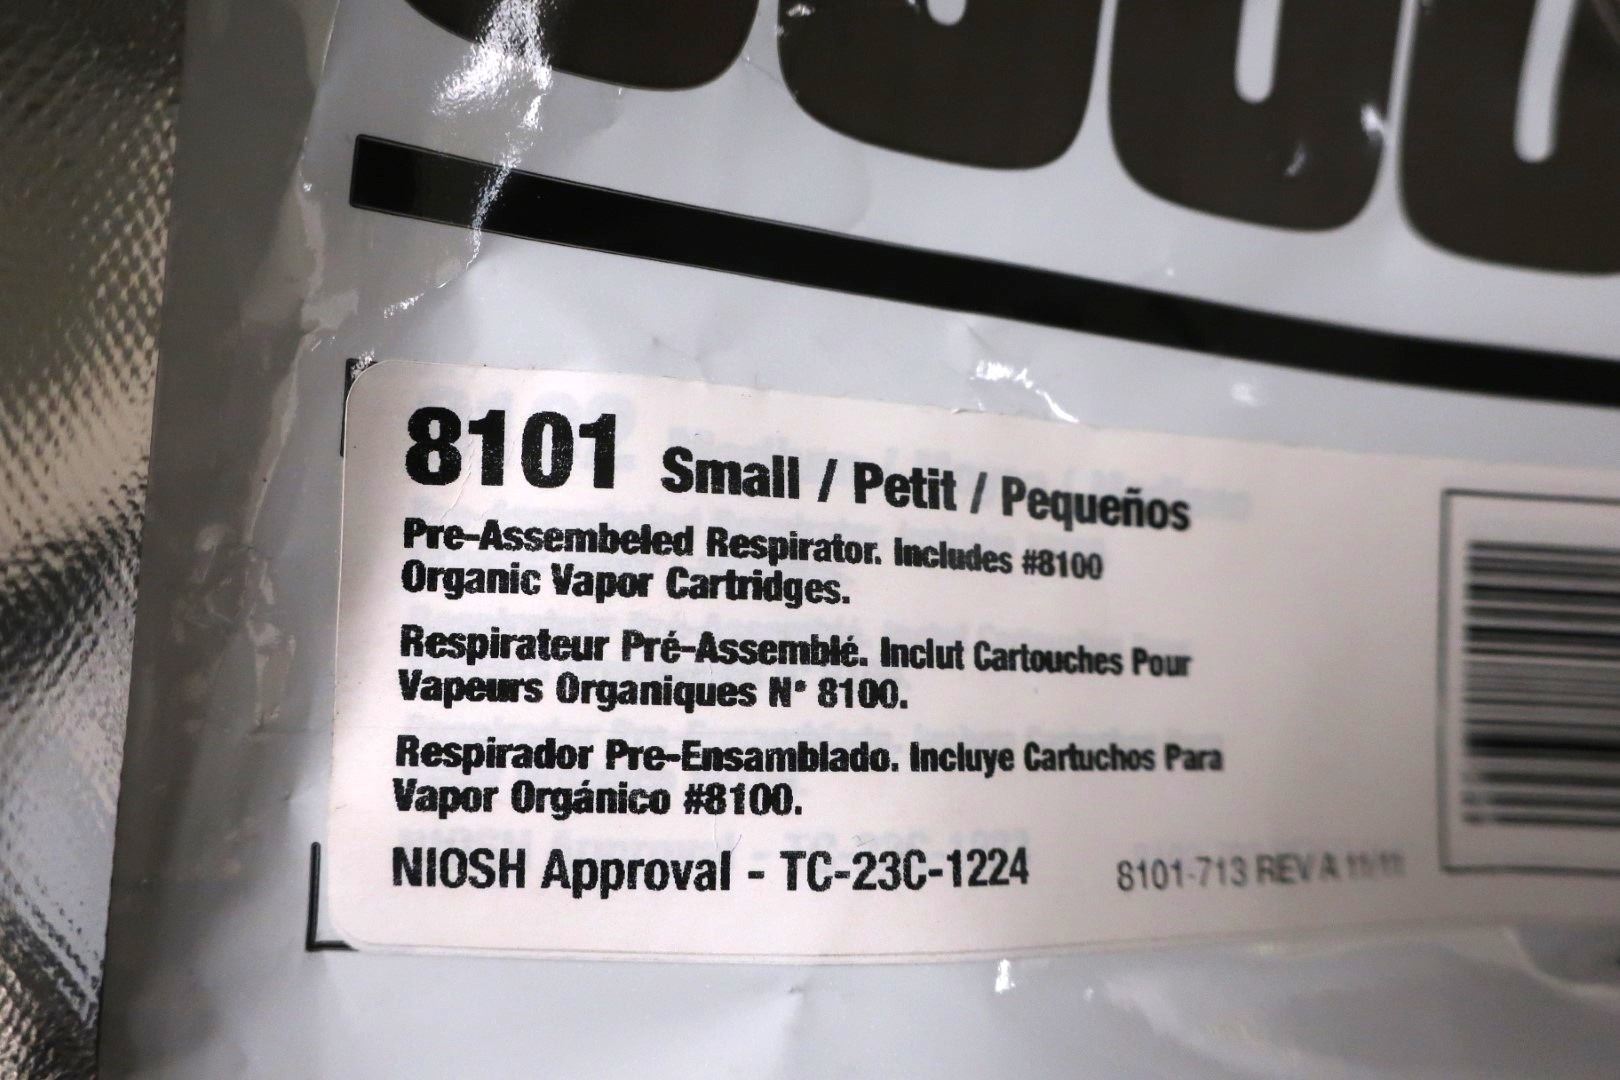 8101 Small / Petit / Pequeños
Pre-Assembeled Respirator. Includes #8100
Organic Vapor Cartridges.
Respirateur Pré-Assemblé. Inclut Cartouches Pour
Vapeurs Organiques N° 8100.
Respirador Pre-Ensamblado. Incluye Cartuchos Para
Vapor Orgánico #8100.
NIOSH Approval - TC-23C-1224
8101-713 REV A 11/11